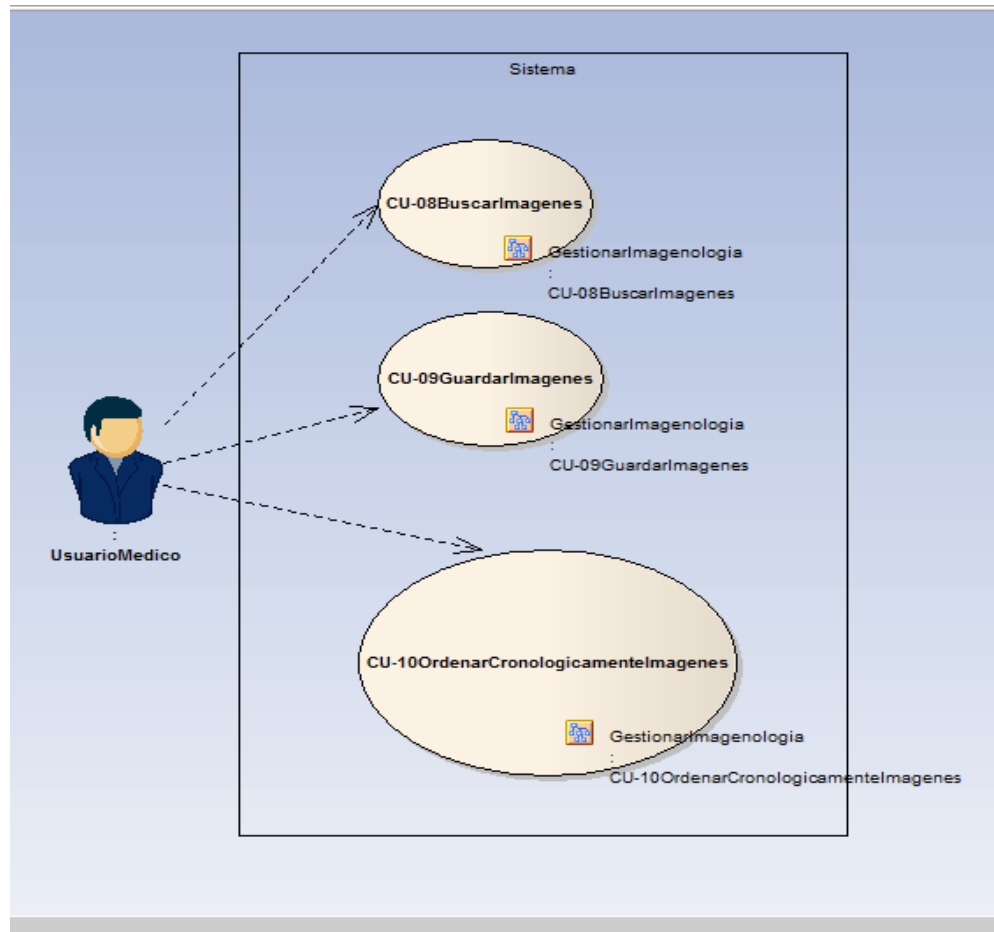 Sistema
CU-08BuscarImagenes
GestionarImagenologia
:
CU-08BuscarImagenes
CU-09GuardarImagenes
GestionarImagenologia
:
CU-09GuardarImagenes
:
UsuarioMedico
CU-10OrdenarCronologicamenteImagenes
GestionarImagenologia
:
CU-10OrdenarCronologicamenteImagenes